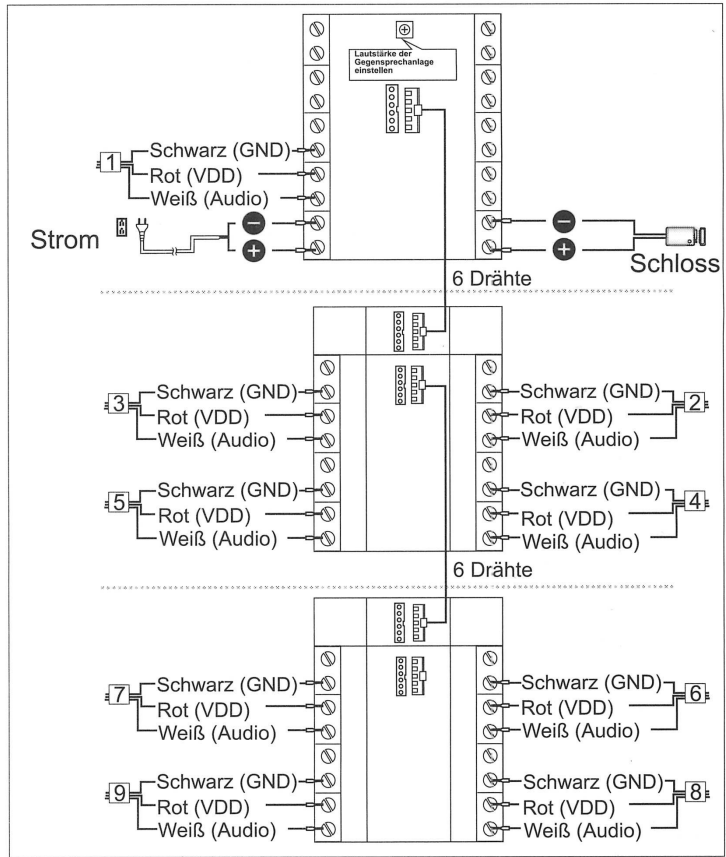 Lautstärke der
Gegensprechanlage
einstellen
1
Schwarz (GND)
Rot (VDD)
Weiß (Audio)
Strom
−
+
−
+
Schloss
6 Drähte
3
Schwarz (GND)
Rot (VDD)
Weiß (Audio)
Schwarz (GND)
2
Rot (VDD)
Weiß (Audio)
5
Schwarz (GND)
Rot (VDD)
Weiß (Audio)
Schwarz (GND)
4
Rot (VDD)
Weiß (Audio)
6 Drähte
7
Schwarz (GND)
Rot (VDD)
Weiß (Audio)
Schwarz (GND)
6
Rot (VDD)
Weiß (Audio)
9
Schwarz (GND)
Rot (VDD)
Weiß (Audio)
Schwarz (GND)
8
Rot (VDD)
Weiß (Audio)